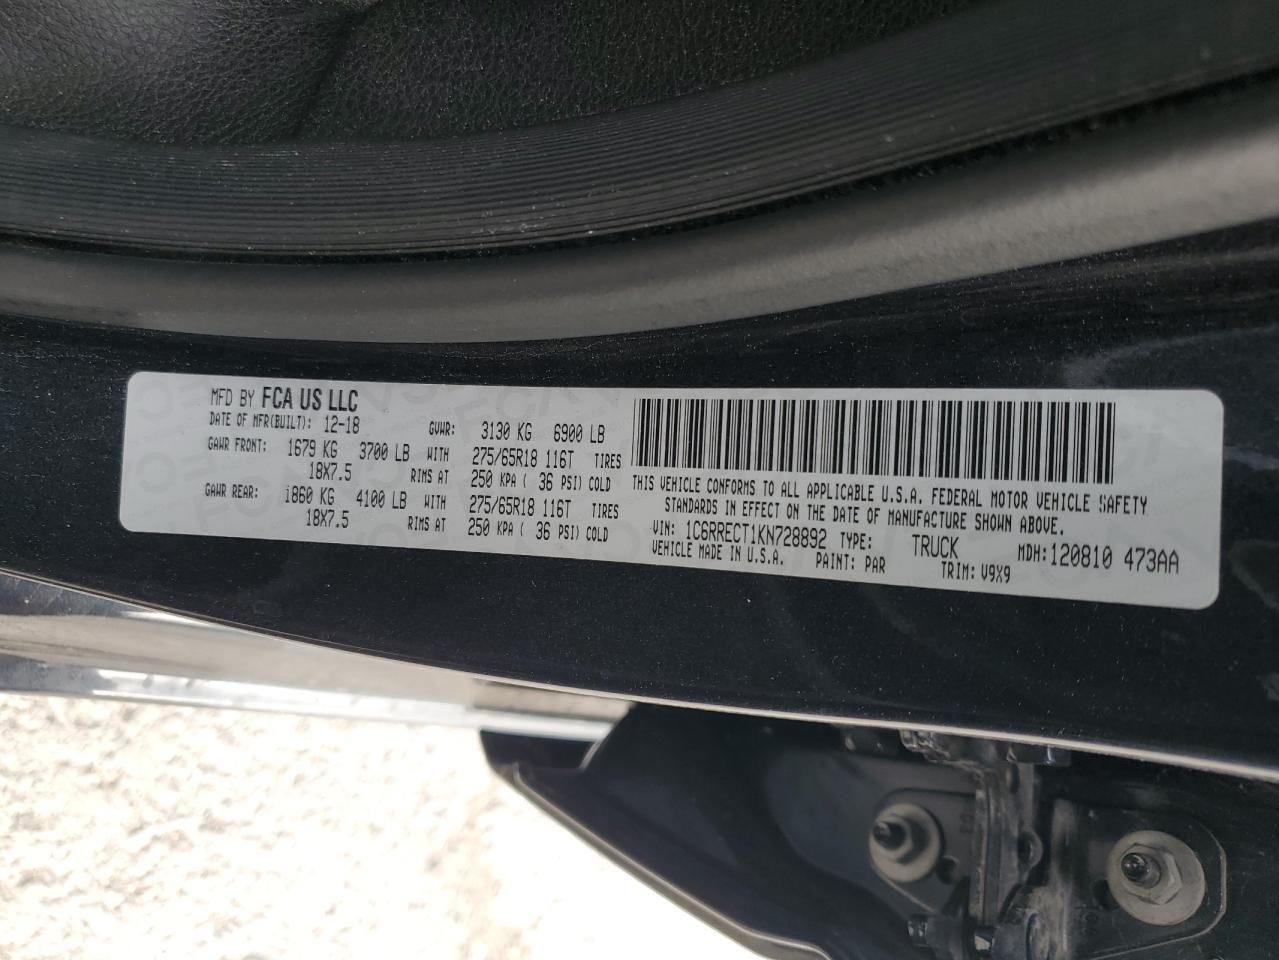 MFD BY FCA US LLC
DATE OF MFR(BUILT): 12-18 GVWR: 3130 KG 6900 LB
GAWR FRONT: 1679 KG 3700 LB WITH 275/65R18 116T TIRES
18X7.5 RIMS AT 250 KPA ( 36 PSI) COLD
GAWR REAR: 1860 KG 4100 LB WITH 275/65R18 116T TIRES
18X7.5 RIMS AT 250 KPA ( 36 PSI) COLD
THIS VEHICLE CONFORMS TO ALL APPLICABLE U.S.A. FEDERAL MOTOR VEHICLE SAFETY
STANDARDS IN EFFECT ON THE DATE OF MANUFACTURE SHOWN ABOVE.
VIN: 1C6RRECT1KN728892 TYPE: TRUCK MDH: 120810 473AA
VEHICLE MADE IN U.S.A. PAINT: PAR TRIM: V9X9